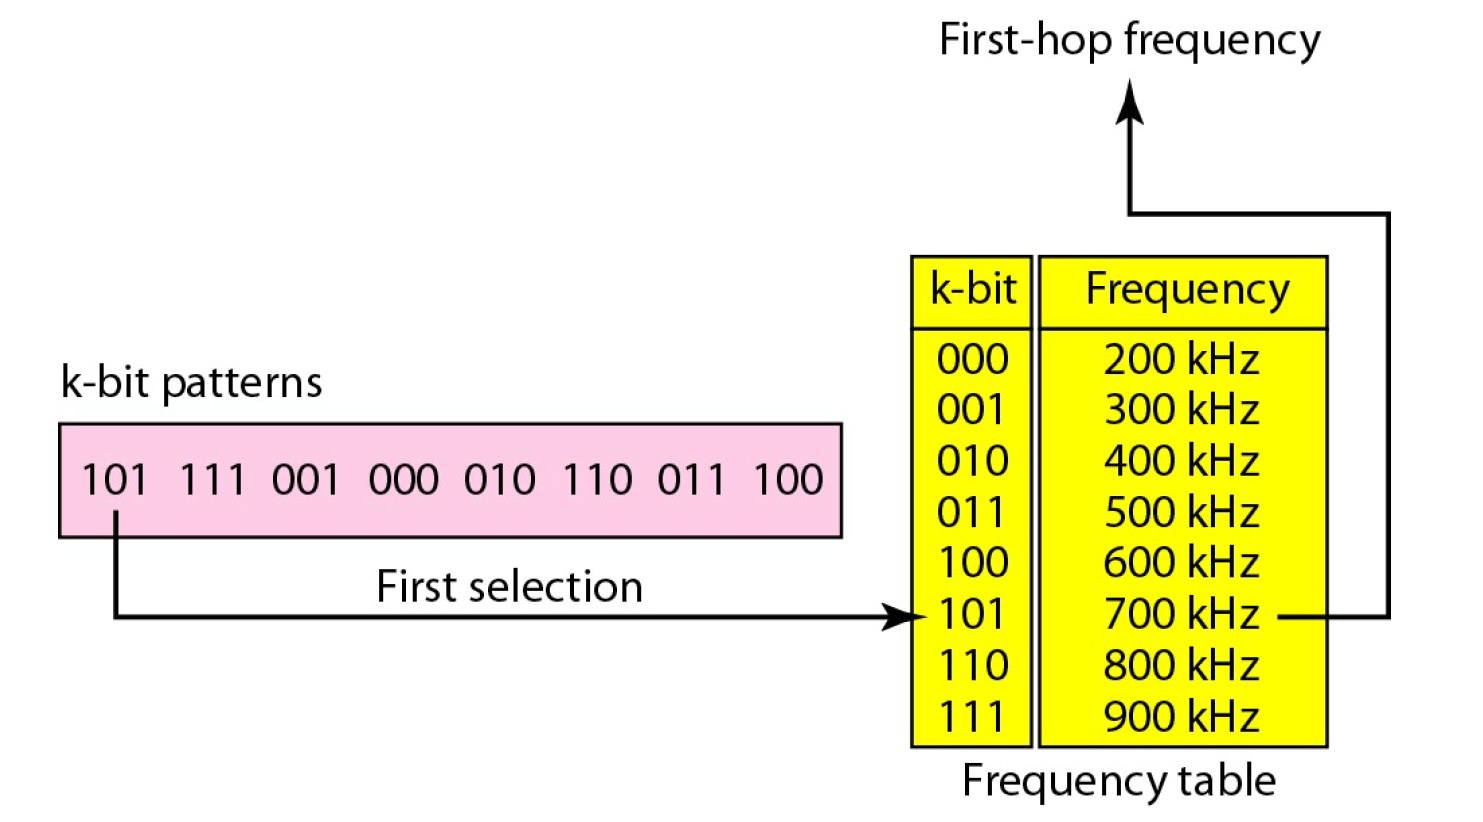 First-hop frequency
k-bit Frequency
000 200 kHz
001 300 kHz
010 400 kHz
011 500 kHz
100 600 kHz
101 700 kHz
110 800 kHz
111 900 kHz
Frequency table
k-bit patterns
101 111 001 000 010 110 011 100
First selection